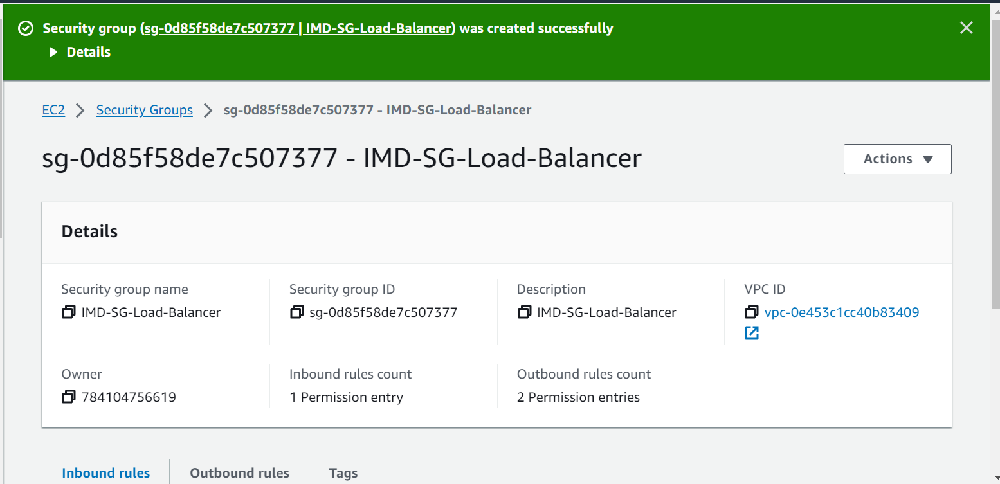 Security group (sg-0d85f58de7c507377 | IMD-SG-Load-Balancer) was created successfully
Details
EC2 Security Groups sg-0d85f58de7c507377 - IMD-SG-Load-Balancer
sg-0d85f58de7c507377 - IMD-SG-Load-Balancer
Actions
Details
Security group name Security group ID Description VPC ID
IMD-SG-Load-Balancer sg-0d85f58de7c507377 IMD-SG-Load-Balancer vpc-0e453c1cc40b83409
Owner Inbound rules count Outbound rules count
784104756619 1 Permission entry 2 Permission entries
Inbound rules Outbound rules Tags